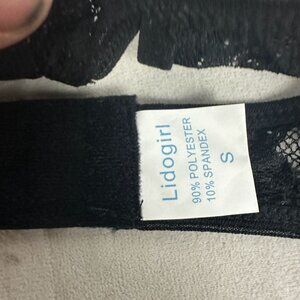 Lidogirl
90% POLYESTER
10% SPANDEX
S